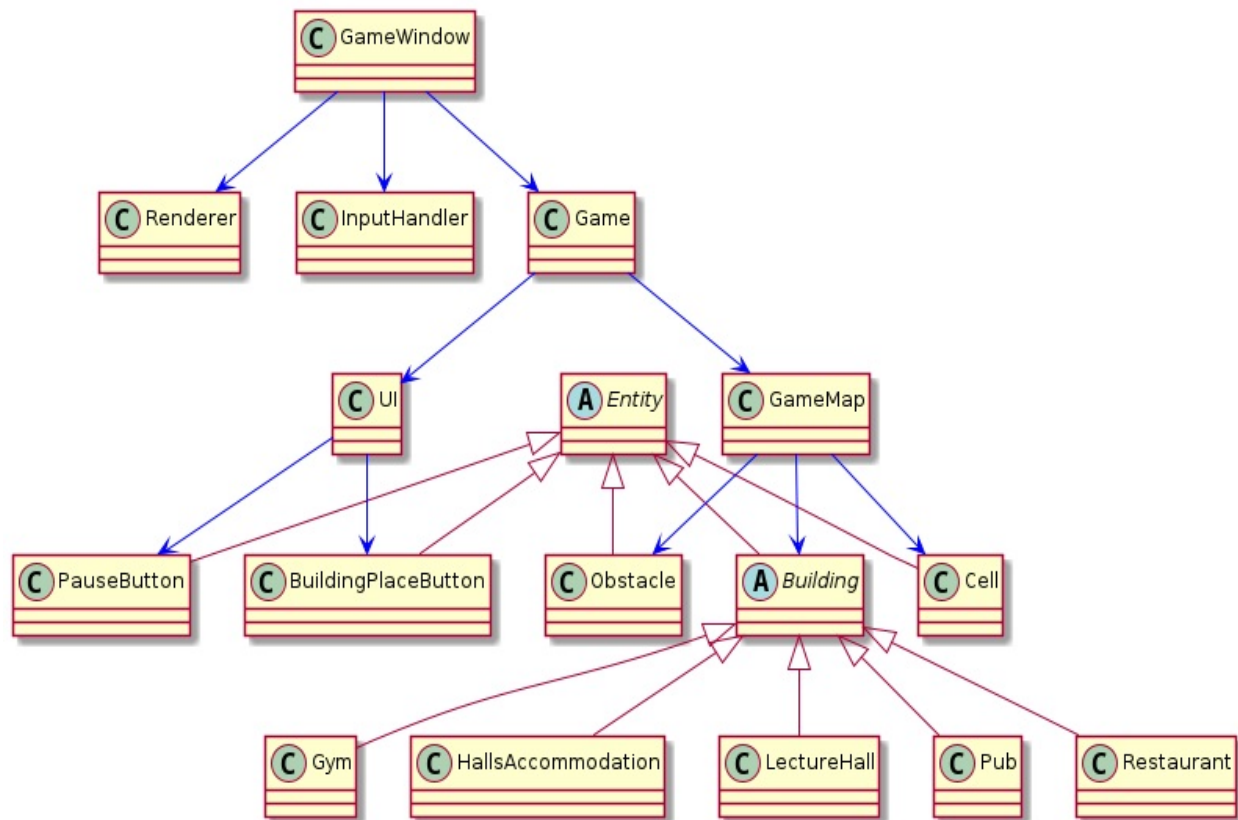 C GameWindow
C Renderer
C InputHandler
C Game
C UI
A Entity
C GameMap
C PauseButton
C BuildingPlaceButton
C Obstacle
A Building
C Cell
C Gym
C HallsAccommodation
C LectureHall
C Pub
C Restaurant